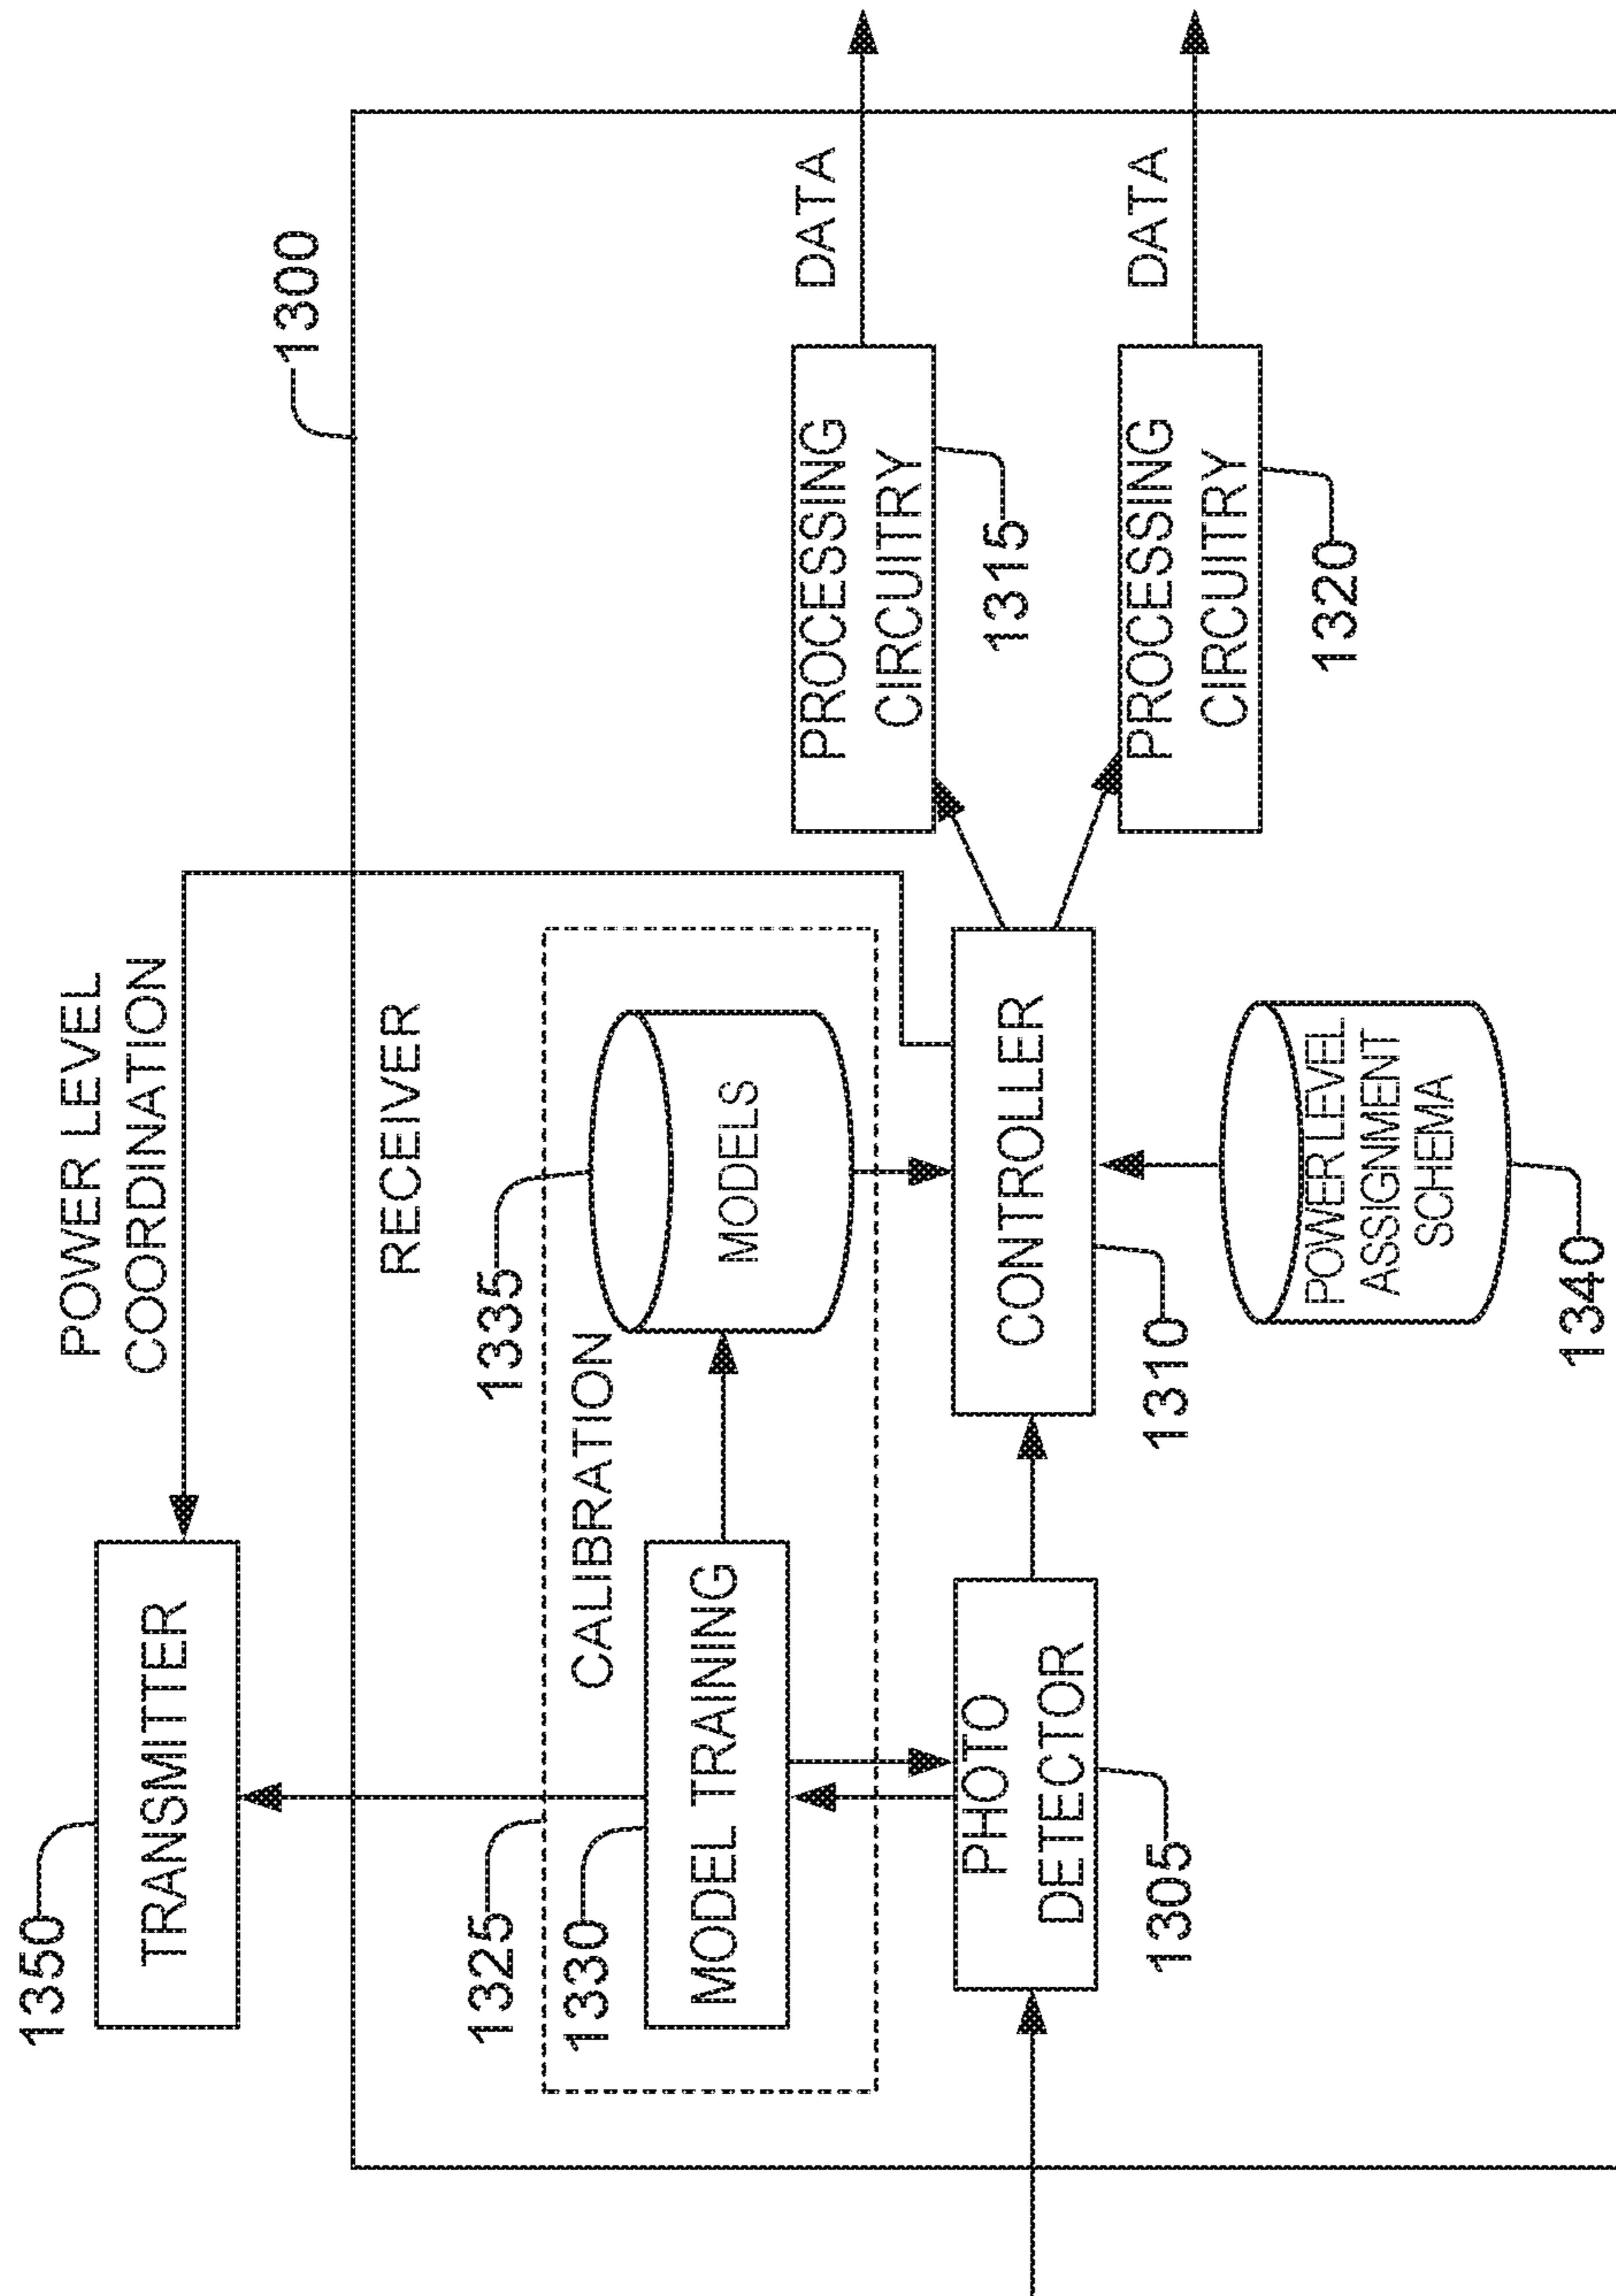 1350
TRANSMITTER
POWER LEVEL
COORDINATION
1300
RECEIVER
1325
CALIBRATION
1335
1330
MODEL TRAINING
MODELS
PHOTO
DETECTOR
1305
CONTROLLER
1310
POWER LEVEL
ASSIGNMENT
SCHEMA
1340
PROCESSING
CIRCUITRY
1315
DATA
PROCESSING
CIRCUITRY
1320
DATA